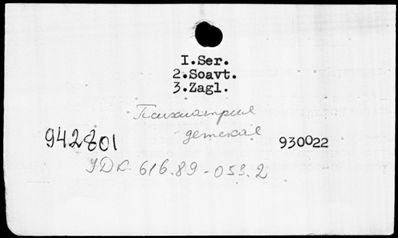 I.Ser.
2.Soavt.
3.Zagl.
Психиатрия
детская
942801
930022
УДК 616.89-053.2